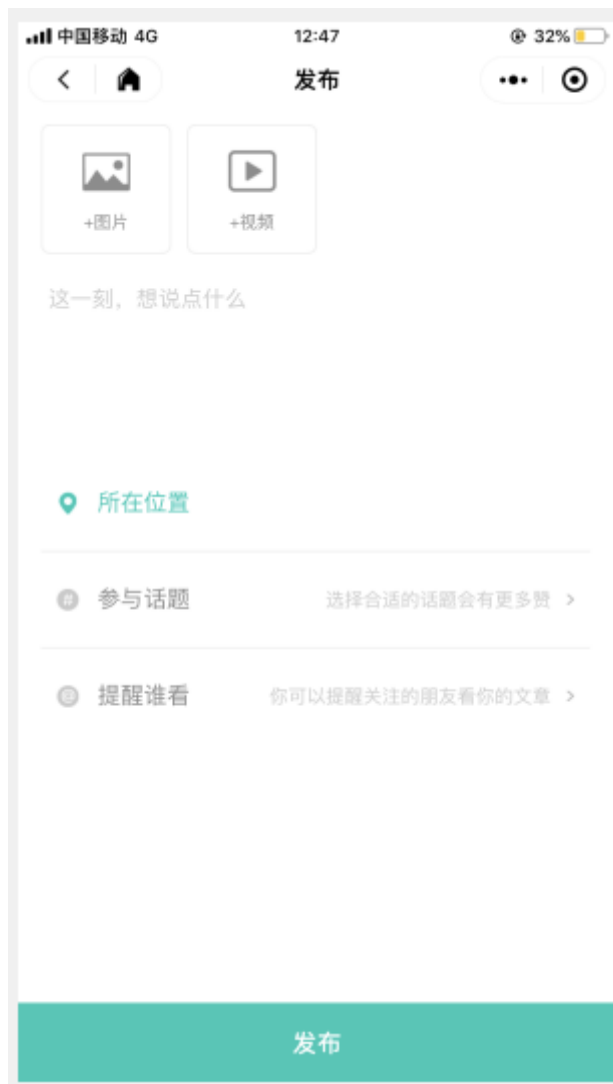 中国移动 4G 12:47 32%
发布
+图片 +视频
这一刻，想说点什么
所在位置
参与话题 选择合适的话题会有更多赞 >
提醒谁看 你可以提醒关注的朋友看你的文章 >
发布